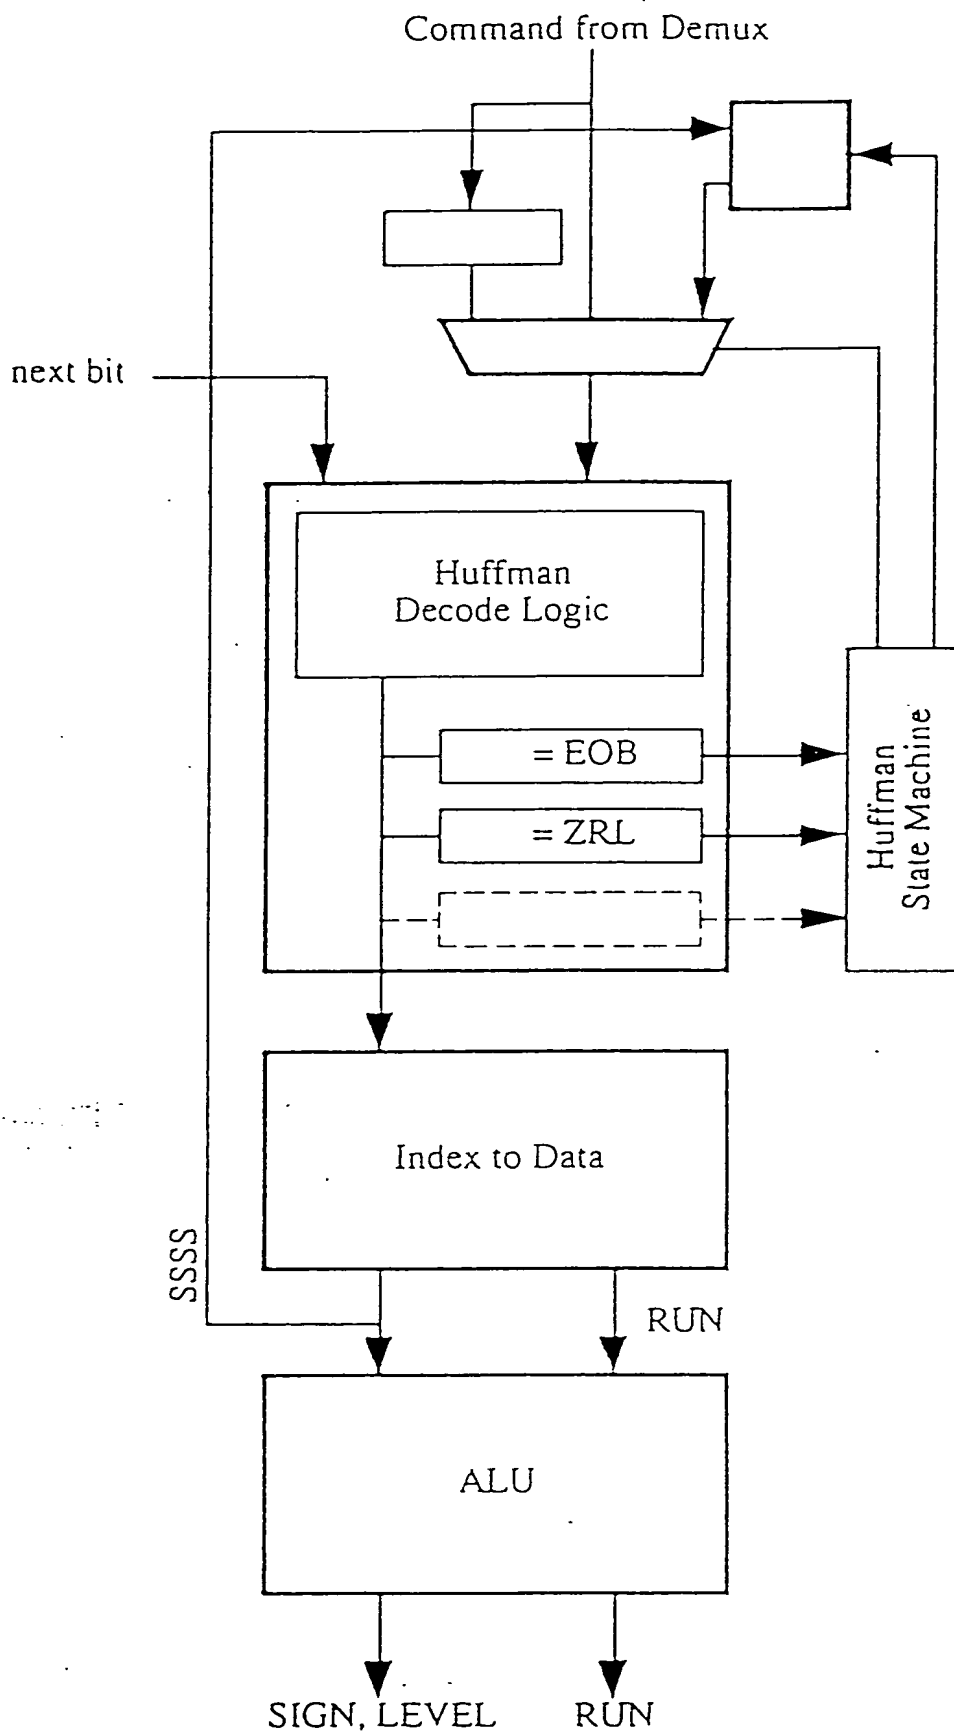 Command from Demux
next bit
Huffman
Decode Logic
= EOB
= ZRL
Huffman
State Machine
Index to Data
SSSS
RUN
ALU
SIGN, LEVEL
RUN